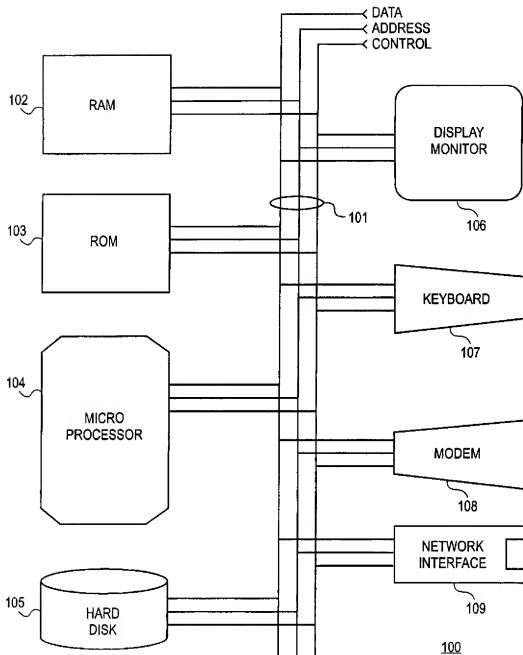 DATA
ADDRESS
CONTROL
102
RAM
DISPLAY
MONITOR
106
101
103
ROM
KEYBOARD
107
104
MICRO
PROCESSOR
MODEM
108
NETWORK
INTERFACE
109
105
HARD
DISK
100